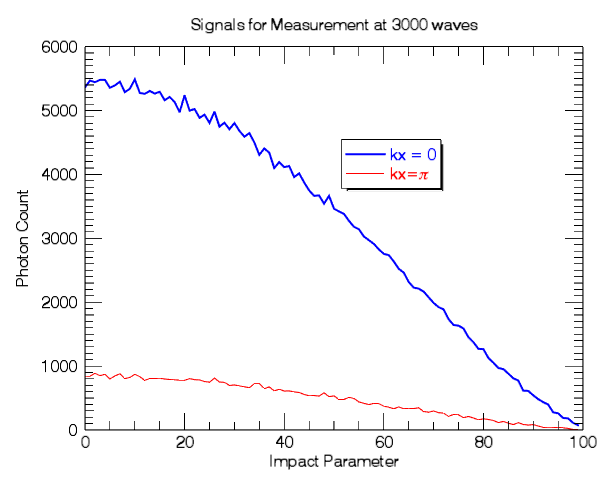 Signals for Measurement at 3000 waves
6000
5000
4000
3000
2000
1000
0
Photon Count
kx = 0
kx=π
0 20 40 60 80 100
Impact Parameter